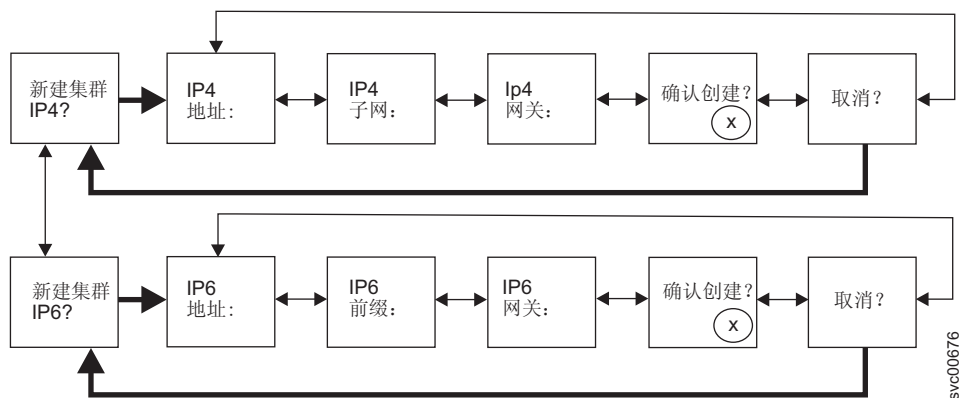 新建集群
IP4?
IP4
地址:
IP4
子网:
Ip4
网关:
确认创建?
x
取消?
新建集群
IP6?
IP6
地址:
IP6
前缀:
IP6
网关:
确认创建?
x
取消?
svc00676